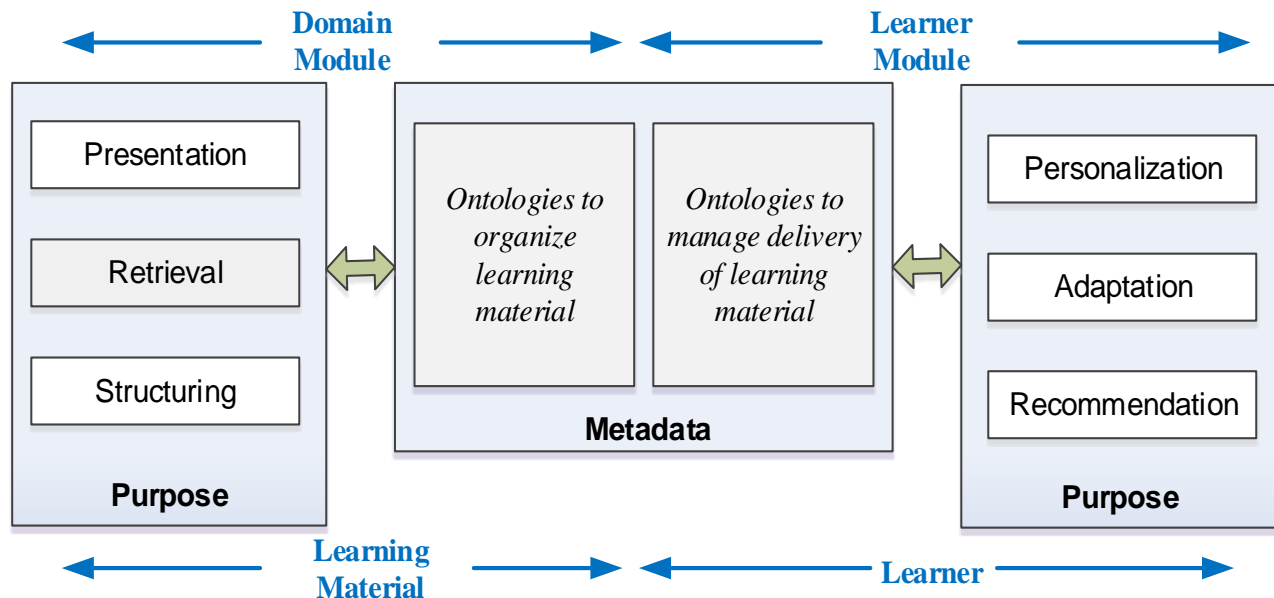 Domain
Module
Learner
Module
Presentation
Retrieval
Structuring
Purpose
Ontologies to
organize
learning
material
Ontologies to
manage delivery
of learning
material
Metadata
Personalization
Adaptation
Recommendation
Purpose
Learning
Material
Learner